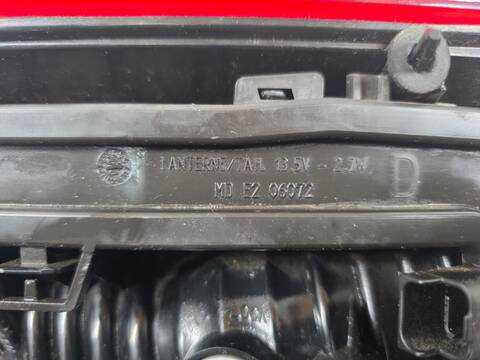 LANTERNE/TAIL 13.5V - 2.7W
MD E2 06072
D